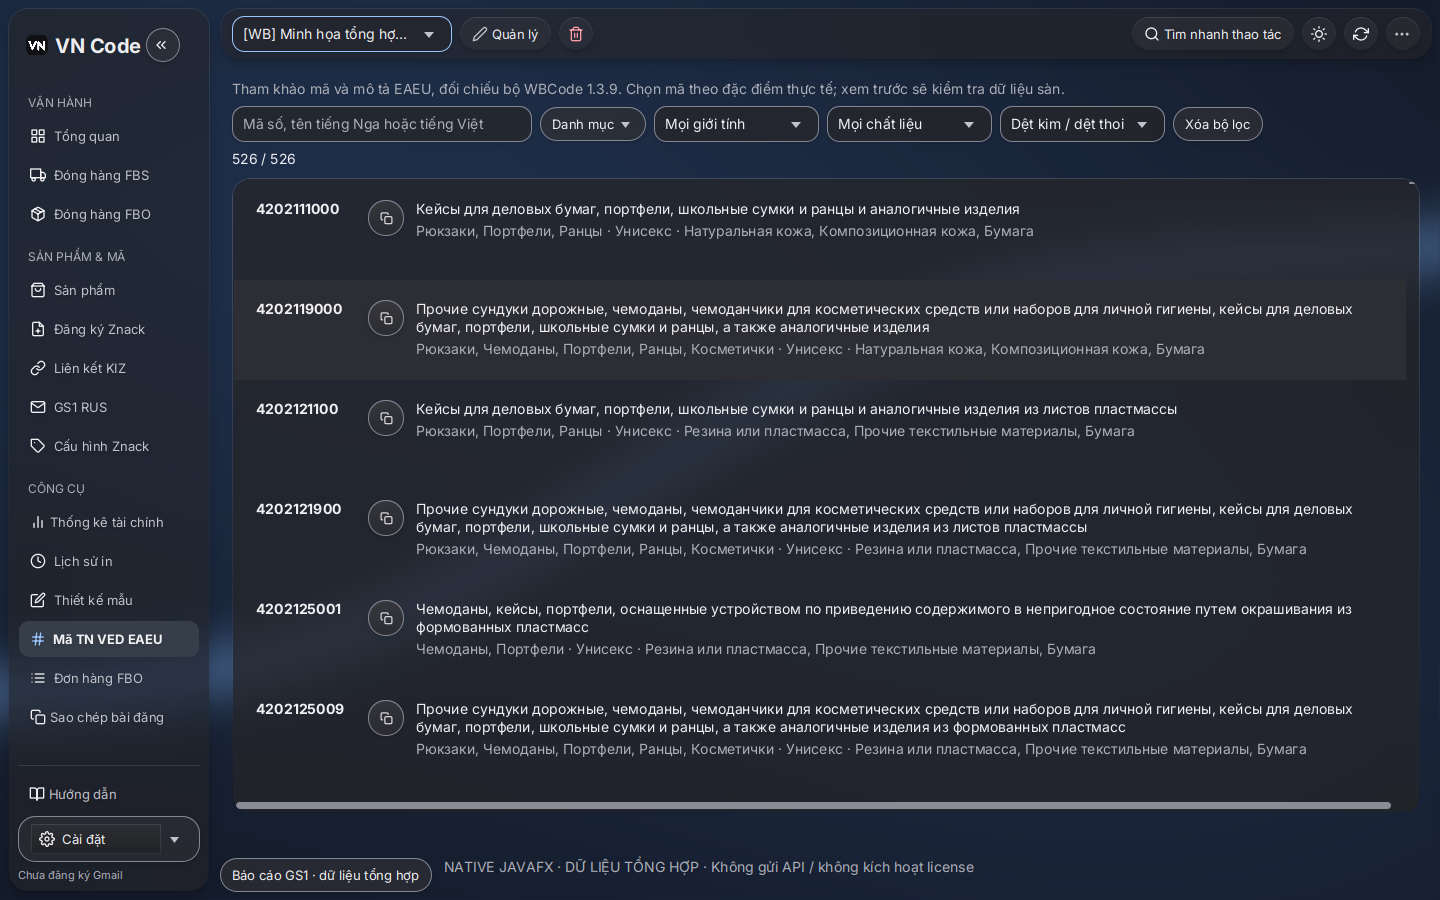 VN VN Code
VẬN HÀNH
Tổng quan
Đóng hàng FBS
Đóng hàng FBO
SẢN PHẨM & MÃ
Sản phẩm
Đăng ký Znack
Liên kết KIZ
GS1 RUS
Cấu hình Znack
CÔNG CỤ
Thống kê tài chính
Lịch sử in
Thiết kế mẫu
Mã TN VED EAEU
Đơn hàng FBO
Sao chép bài đăng
Hướng dẫn
Cài đặt
Chưa đăng ký Gmail
[WB] Minh họa tổng hợ...
Quản lý
Tìm nhanh thao tác
Tham khảo mã và mô tả EAEU, đối chiếu bộ WBCode 1.3.9. Chọn mã theo đặc điểm thực tế; xem trước sẽ kiểm tra dữ liệu sàn.
Mã số, tên tiếng Nga hoặc tiếng Việt
Danh mục
Mọi giới tính
Mọi chất liệu
Dệt kim / dệt thoi
Xóa bộ lọc
526 / 526
4202111000
Кейсы для деловых бумаг, портфели, школьные сумки и ранцы и аналогичные изделия
Рюкзаки, Портфели, Ранцы · Унисекс · Натуральная кожа, Композиционная кожа, Бумага
4202119000
Прочие сундуки дорожные, чемоданы, чемоданчики для косметических средств или наборов для личной гигиены, кейсы для деловых
бумаг, портфели, школьные сумки и ранцы, а также аналогичные изделия
Рюкзаки, Чемоданы, Портфели, Ранцы, Косметички · Унисекс · Натуральная кожа, Композиционная кожа, Бумага
4202121100
Кейсы для деловых бумаг, портфели, школьные сумки и ранцы и аналогичные изделия из листов пластмассы
Рюкзаки, Портфели, Ранцы · Унисекс · Резина или пластмасса, Прочие текстильные материалы, Бумага
4202121900
Прочие сундуки дорожные, чемоданы, чемоданчики для косметических средств или наборов для личной гигиены, кейсы для деловых
бумаг, портфели, школьные сумки и ранцы, а также аналогичные изделия из листов пластмассы
Рюкзаки, Чемоданы, Портфели, Ранцы, Косметички · Унисекс · Резина или пластмасса, Прочие текстильные материалы, Бумага
4202125001
Чемоданы, кейсы, портфели, оснащенные устройством по приведению содержимого в непригодное состояние путем окрашивания из
формованных пластмасс
Чемоданы, Портфели · Унисекс · Резина или пластмасса, Прочие текстильные материалы, Бумага
4202125009
Прочие сундуки дорожные, чемоданы, чемоданчики для косметических средств или наборов для личной гигиены, кейсы для деловых
бумаг, портфели, школьные сумки и ранцы, а также аналогичные изделия из формованных пластмасс
Рюкзаки, Чемоданы, Портфели, Ранцы, Косметички · Унисекс · Резина или пластмасса, Прочие текстильные материалы, Бумага
Báo cáo GS1 · dữ liệu tổng hợp
NATIVE JAVAFX · DỮ LIỆU TỔNG HỢP · Không gửi API / không kích hoạt license